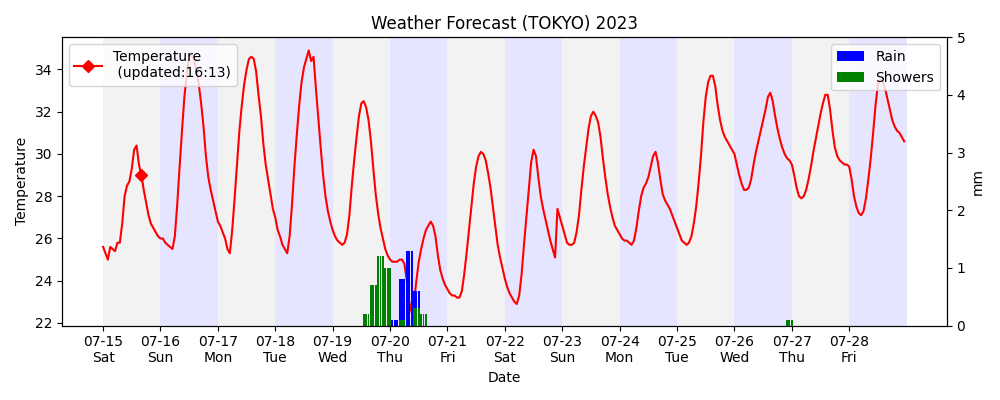 Weather Forecast (TOKYO) 2023
Temperature
(updated:16:13)
Rain
Showers
Temperature
34
32
30
28
26
24
22
5
4
3
2
1
0
mm
07-15 07-16 07-17 07-18 07-19 07-20 07-21 07-22 07-23 07-24 07-25 07-26 07-27 07-28
Sat Sun Mon Tue Wed Thu Fri Sat Sun Mon Tue Wed Thu Fri
Date